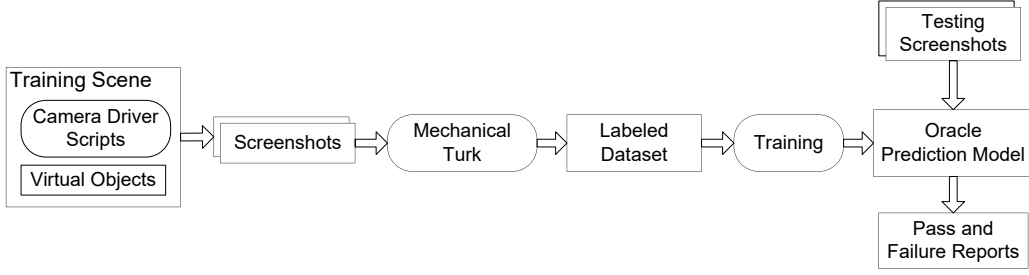 Training Scene
Camera Driver
Scripts
Virtual Objects
Screenshots
Mechanical
Turk
Labeled
Dataset
Training
Testing
Screenshots
Oracle
Prediction Model
Pass and
Failure Reports